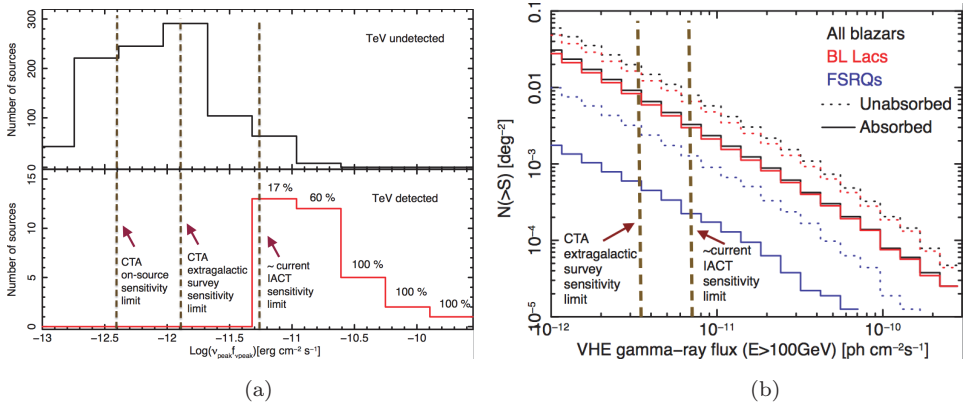 300
200
100
0
Number of sources
TeV undetected
15
10
5
0
Number of sources
TeV detected
17 %
60 %
100 %
100 %
100 %
CTA
on-source
sensitivity
limit
CTA
extragalactic
survey
sensitivity
limit
~ current
IACT
sensitivity
limit
-13 -12.5 -12 -11.5 -11 -10.5 -10
Log(νpeakfνpeak)[erg cm⁻² s⁻¹]
(a)
0.1
0.01
10⁻³
10⁻⁴
10⁻⁵
N(>S) [deg⁻²]
All blazars
BL Lacs
FSRQs
Unabsorbed
Absorbed
CTA
extragalactic
survey
sensitivity
limit
~current
IACT
sensitivity
limit
10⁻¹² 10⁻¹¹ 10⁻¹⁰
VHE gamma-ray flux (E>100GeV) [ph cm⁻²s⁻¹]
(b)